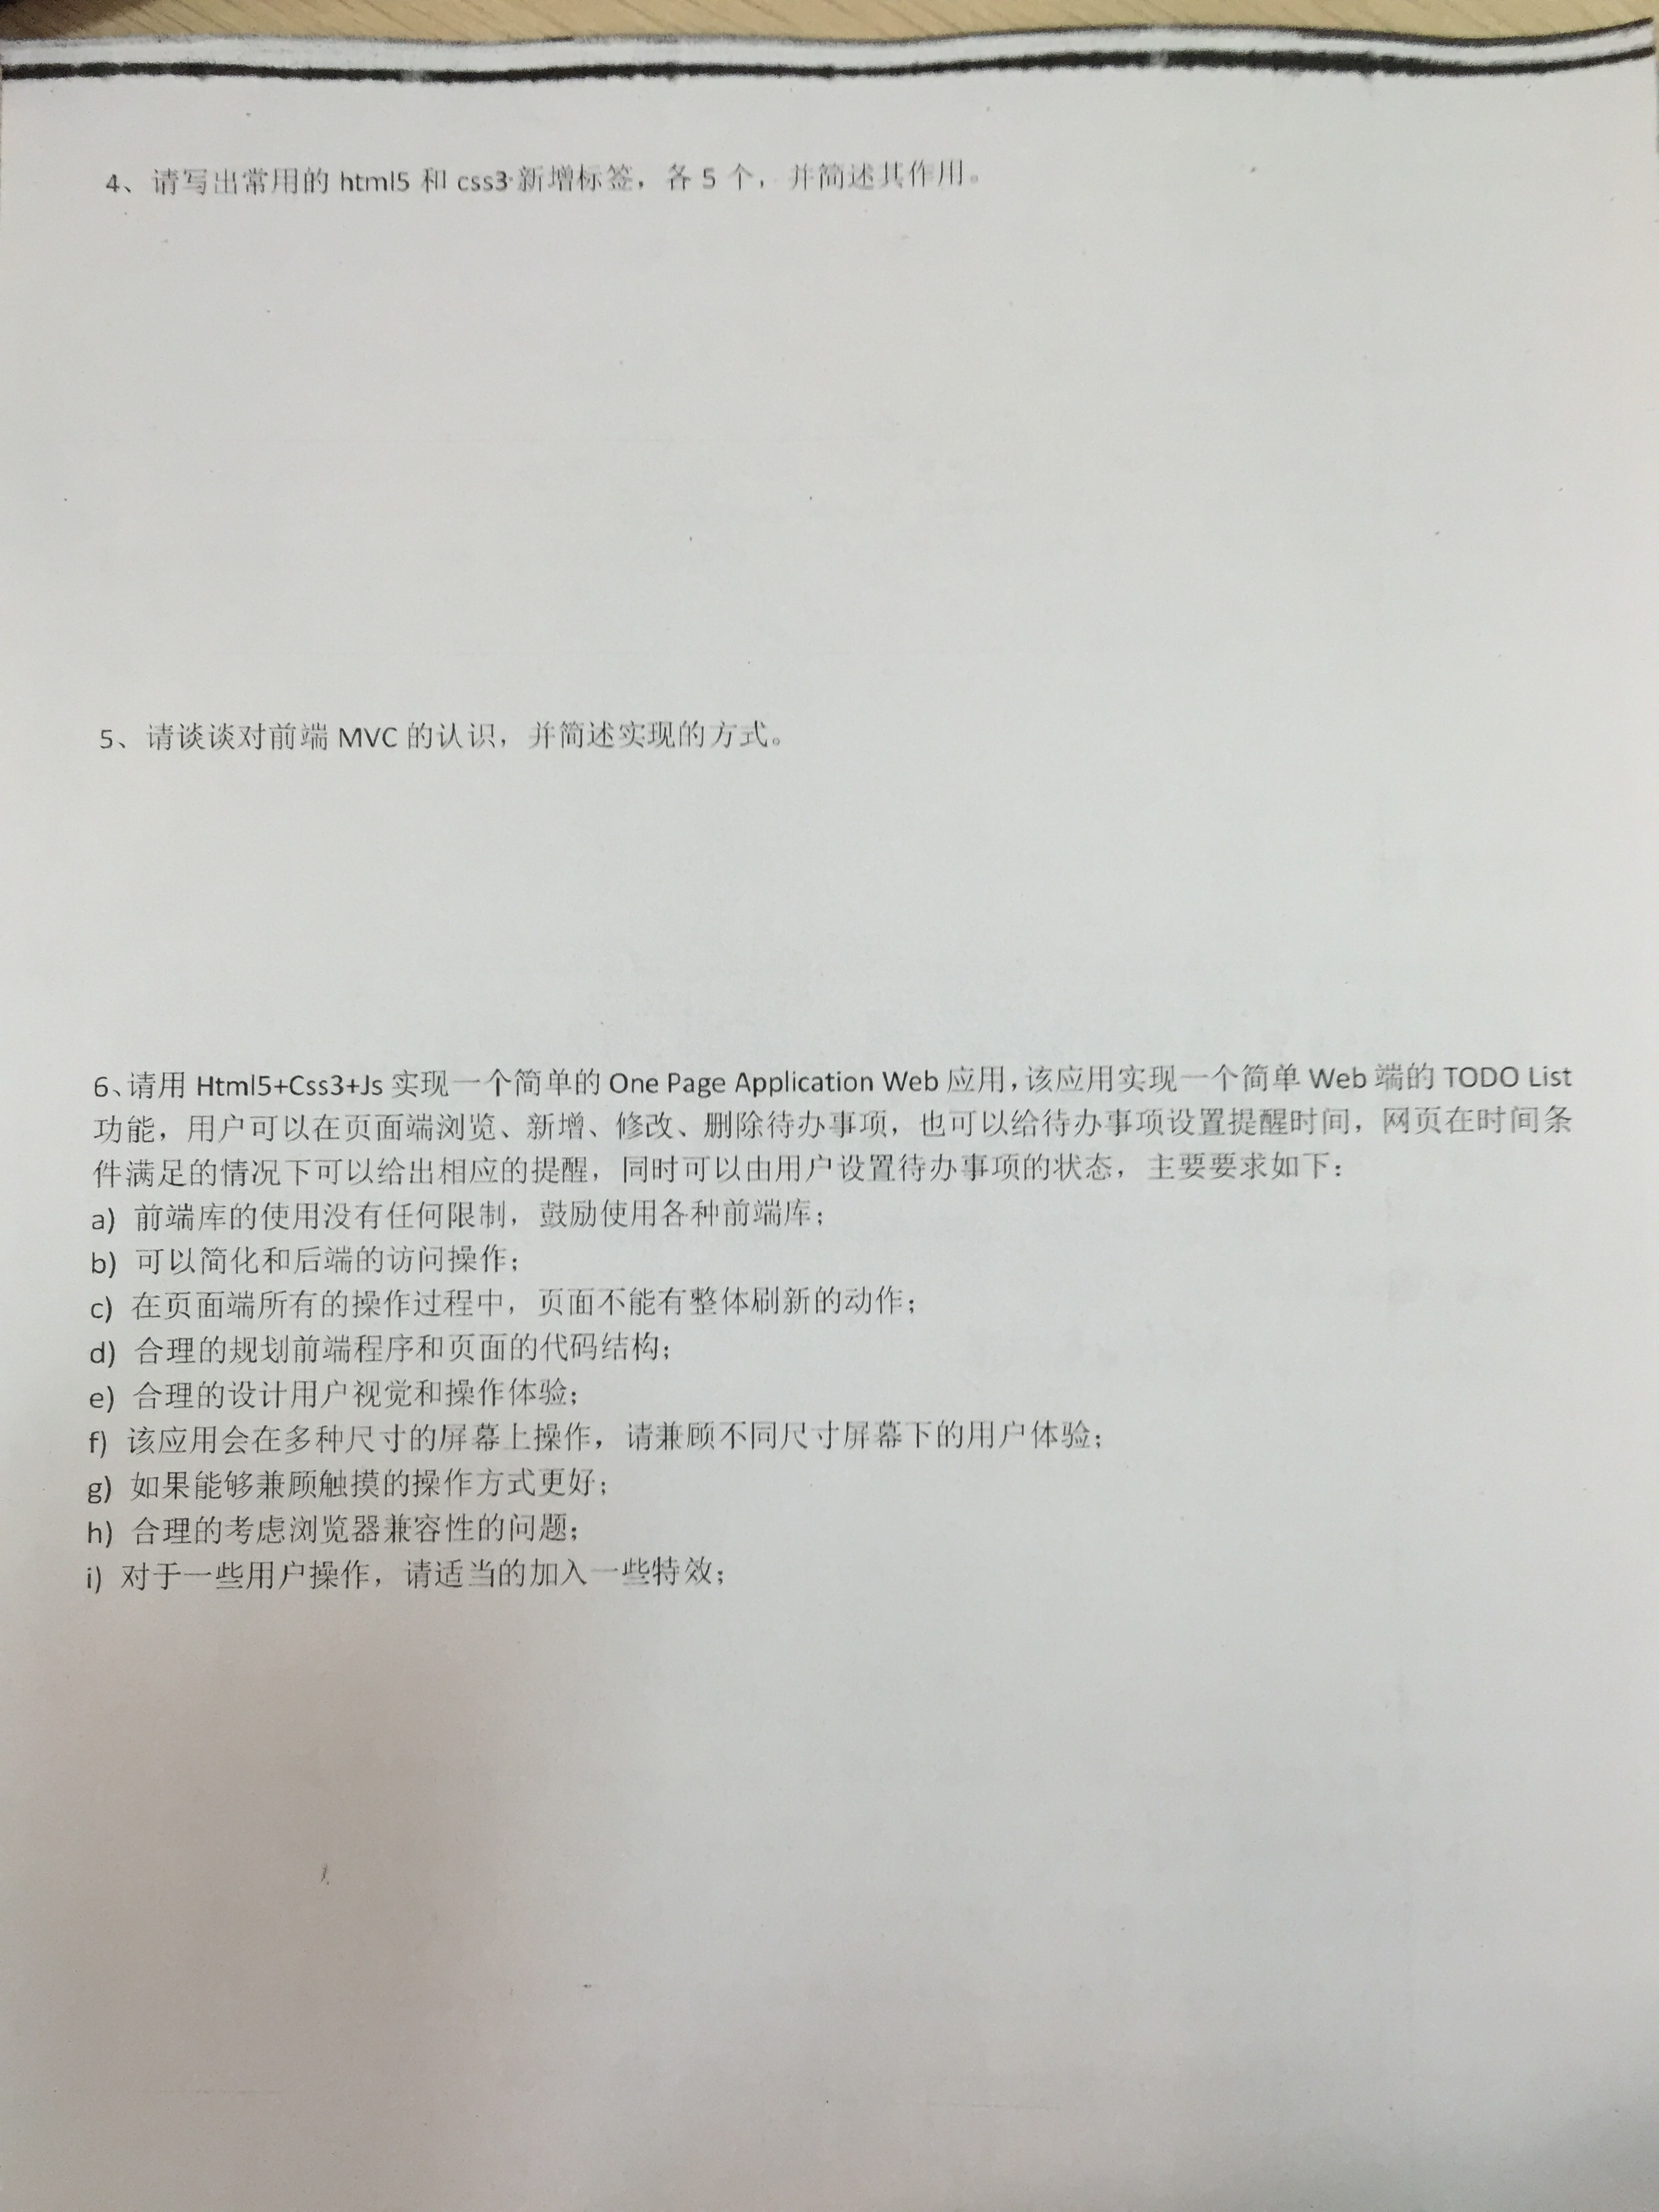 4、请写出常用的 html5 和 css3 新增标签，各 5 个，并简述其作用。
5、请谈谈对前端 MVC 的认识，并简述实现的方式。
6、请用 Html5+Css3+Js 实现一个简单的 One Page Application Web 应用，该应用实现一个简单 Web 端的 TODO List
功能，用户可以在页面端浏览、新增、修改、删除待办事项，也可以给待办事项设置提醒时间，网页在时间条
件满足的情况下可以给出相应的提醒，同时可以由用户设置待办事项的状态，主要要求如下：
a) 前端库的使用没有任何限制，鼓励使用各种前端库；
b) 可以简化和后端的访问操作；
c) 在页面端所有的操作过程中，页面不能有整体刷新的动作；
d) 合理的规划前端程序和页面的代码结构；
e) 合理的设计用户视觉和操作体验；
f) 该应用会在多种尺寸的屏幕上操作，请兼顾不同尺寸屏幕下的用户体验；
g) 如果能够兼顾触摸的操作方式更好；
h) 合理的考虑浏览器兼容性的问题；
i) 对于一些用户操作，请适当的加入一些特效；